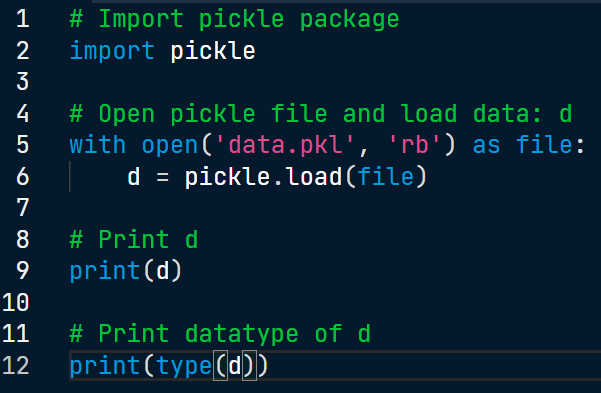 1 # Import pickle package
2 import pickle
3
4 # Open pickle file and load data: d
5 with open('data.pkl', 'rb') as file:
6     d = pickle.load(file)
7
8 # Print d
9 print(d)
10
11 # Print datatype of d
12 print(type(d))